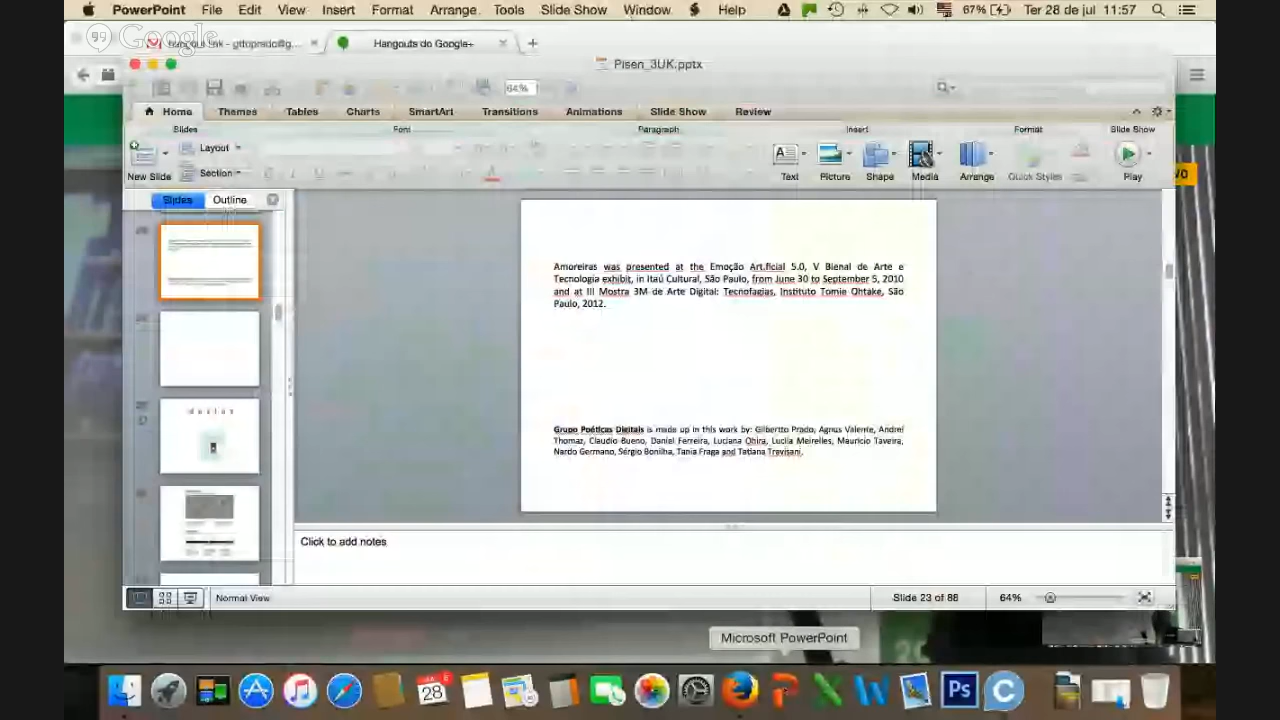 PowerPoint File Edit View Insert Format Arrange Tools Slide Show Window Help 67% Ter 28 de jul 11:57
Google
Hangouts do Google+
Pisen_3UK.pptx
64%
Home Themes Tables Charts SmartArt Transitions Animations Slide Show Review
Slides Font Paragraph Insert Format Slide Show
Layout
New Slide Section Text Picture Shape Media Arrange Quick Styles Play
Slides Outline
Amoreiras was presented at the Emoção Art.ficial 5.0, V Bienal de Arte e
Tecnologia exhibit, in Itaú Cultural, São Paulo, from June 30 to September 5, 2010
and at III Mostra 3M de Arte Digital: Tecnofagias, Instituto Tomie Ohtake, São
Paulo, 2012.
Grupo Poéticas Digitais is made up in this work by: Gilbertto Prado, Agnus Valente, Andrei
Thomaz, Claudio Bueno, Daniel Ferreira, Luciana Ohira, Lucila Meirelles, Maurício Taveira,
Nardo Germano, Sérgio Bonilha, Tania Fraga and Tatiana Travisani.
Click to add notes
Normal View Slide 23 of 88 64%
Microsoft PowerPoint
28
Ps